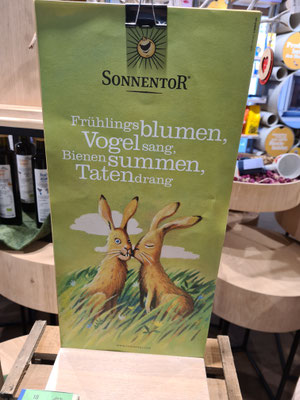 SONNENTOR®
Frühlingsblumen,
Vogelsang,
Bienensummen,
Tatendrang